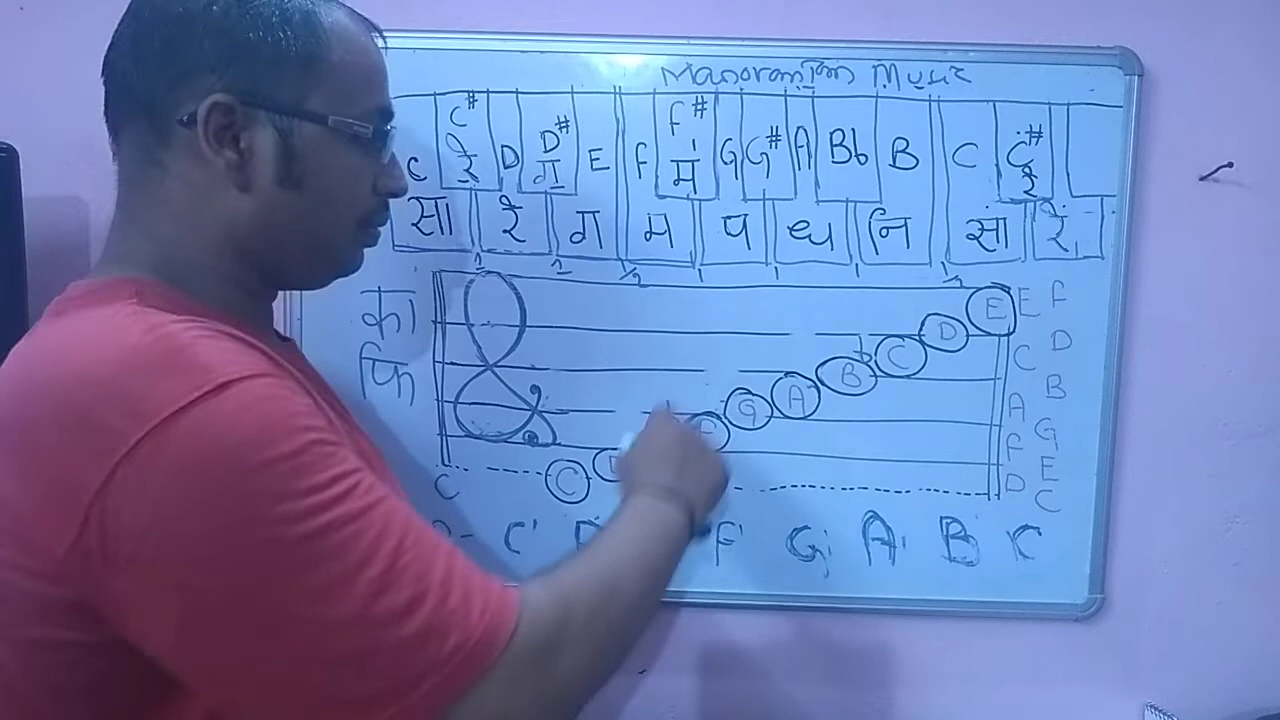 Manoranjan Music
C# D# F#
C रे D ग E F म G G# A Bb B C C# रे
सा रे ग म प ध नि सां रें
का E F
फि C D
C D F G A B C D E
A B
F G
D E
C C
C D F G A B C